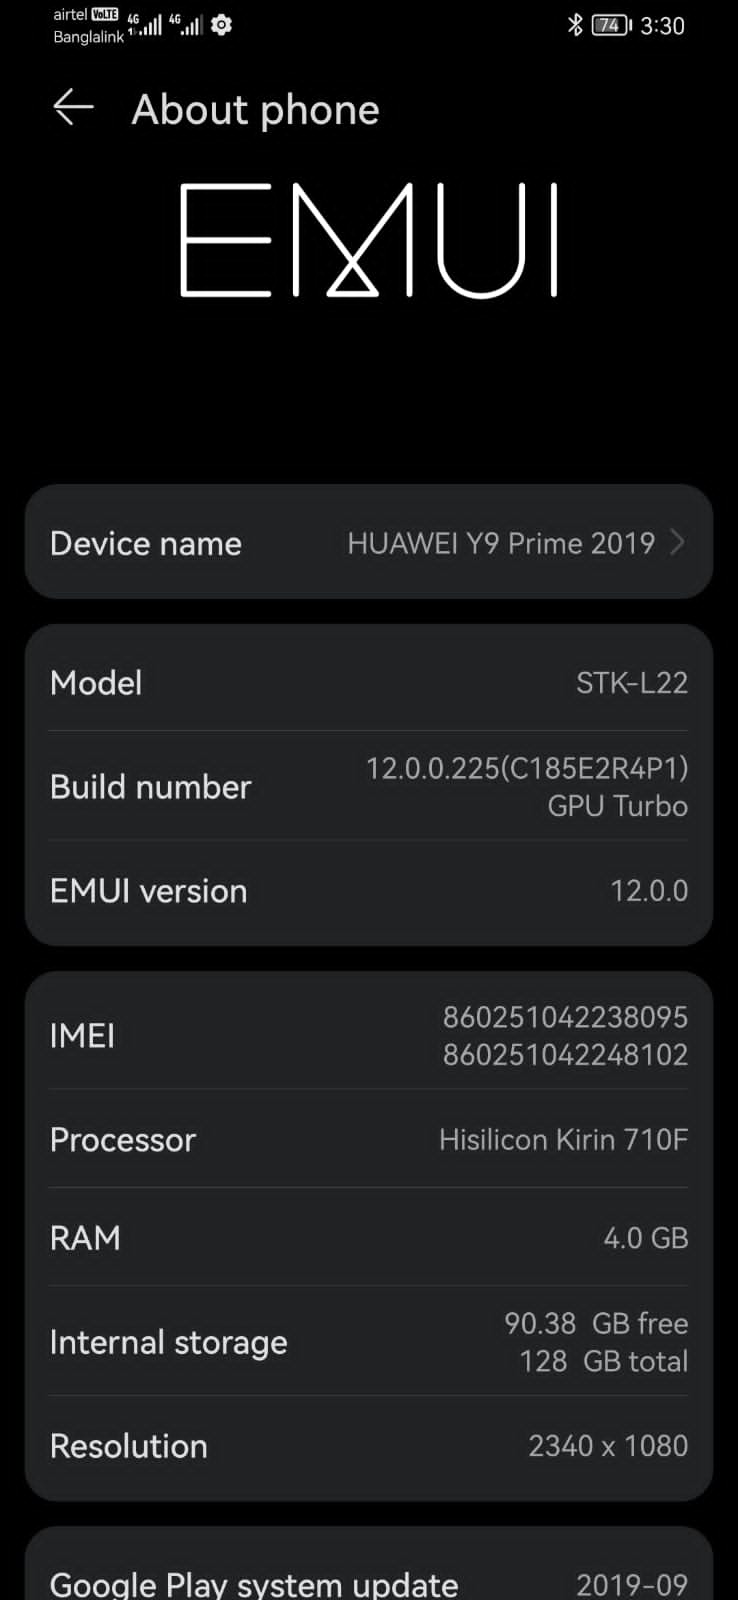 airtel VoLTE 4G 4G 74 3:30
Banglalink
About phone
EMUI
Device name HUAWEI Y9 Prime 2019
Model STK-L22
Build number 12.0.0.225(C185E2R4P1)
GPU Turbo
EMUI version 12.0.0
IMEI 860251042238095
860251042248102
Processor Hisilicon Kirin 710F
RAM 4.0 GB
Internal storage 90.38 GB free
128 GB total
Resolution 2340 x 1080
Google Play system update 2019-09